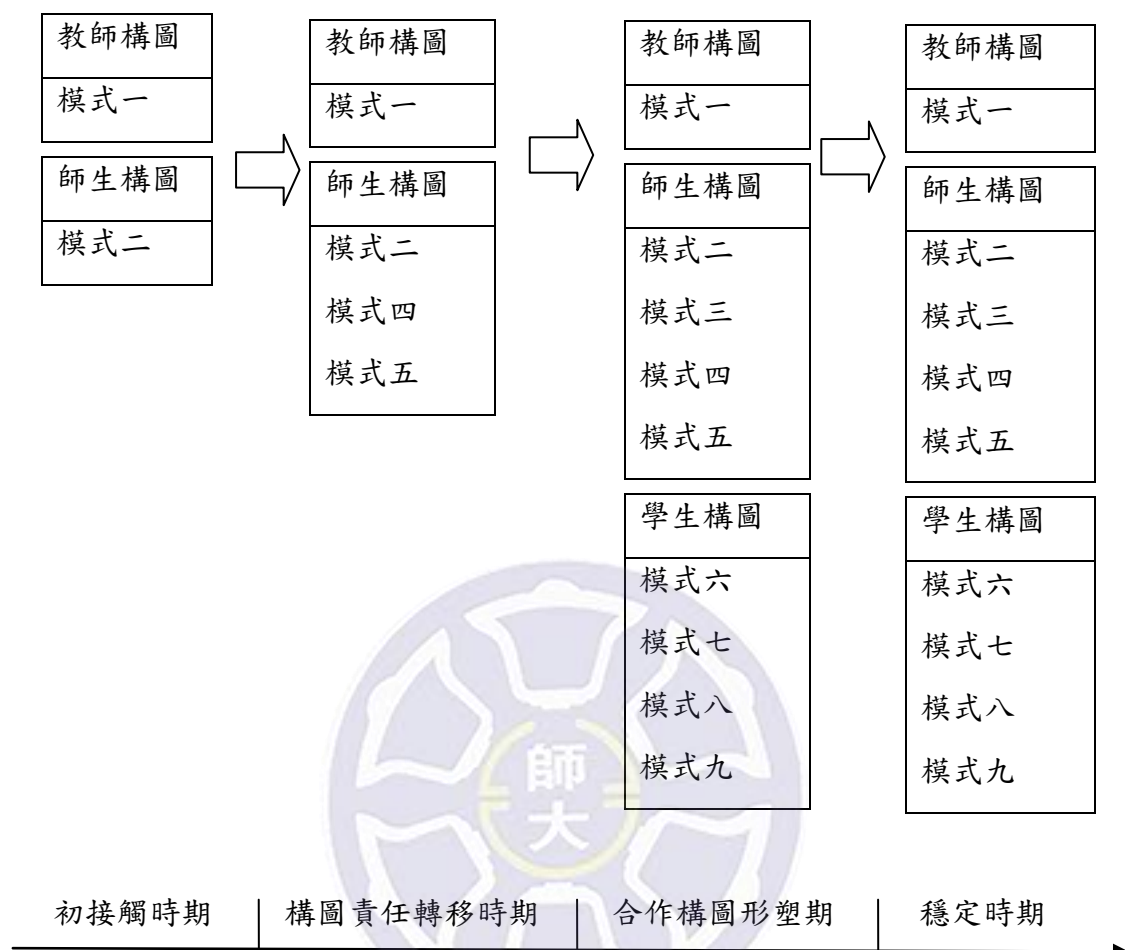 教師構圖
模式一
師生構圖
模式二
教師構圖
模式一
師生構圖
模式二
模式四
模式五
教師構圖
模式一
師生構圖
模式二
模式三
模式四
模式五
學生構圖
模式六
模式七
模式八
模式九
教師構圖
模式一
師生構圖
模式二
模式三
模式四
模式五
學生構圖
模式六
模式七
模式八
模式九
師大
初接觸時期
構圖責任轉移時期
合作構圖形塑期
穩定時期